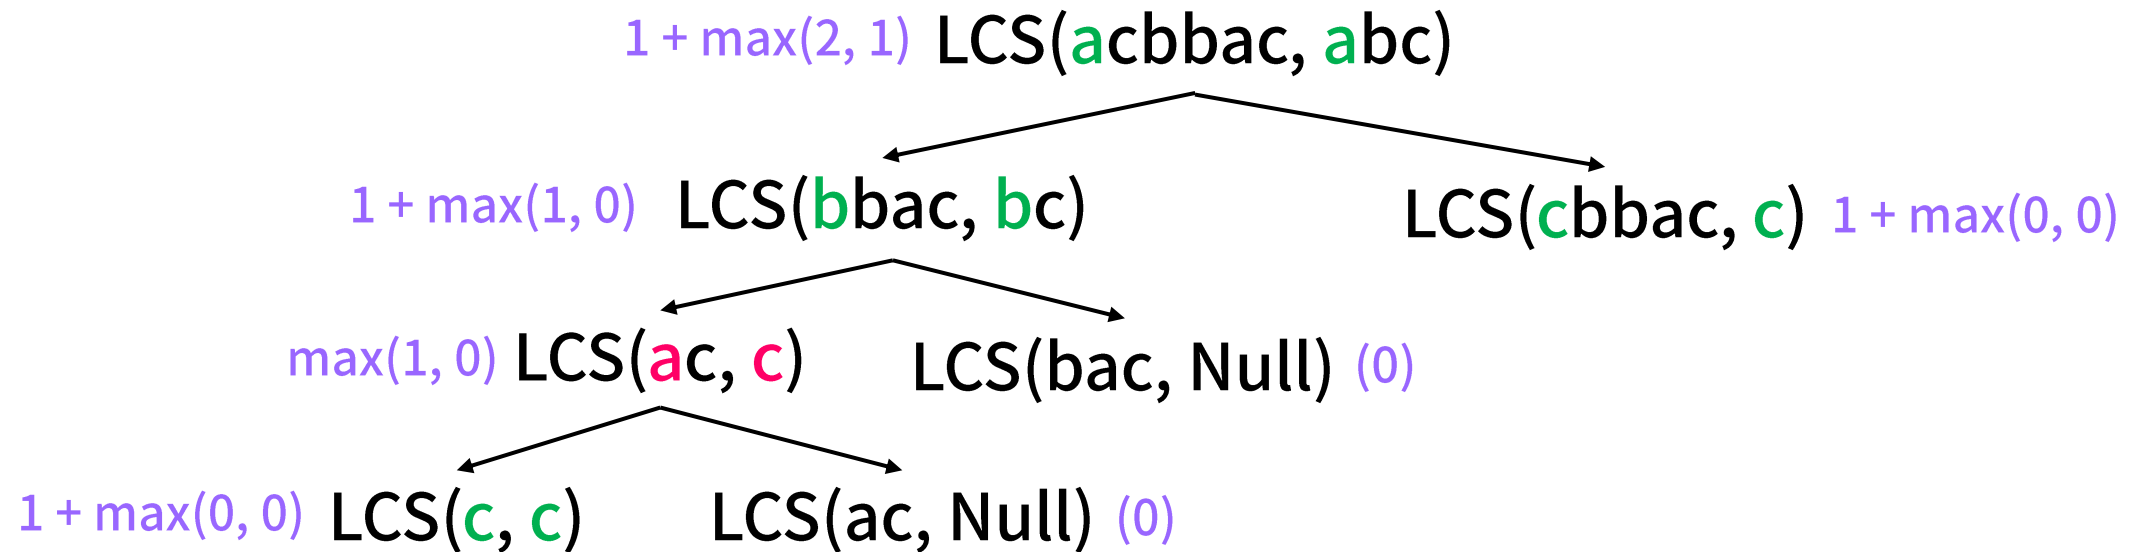 1 + max(2, 1) LCS(acbbac, abc)
1 + max(1, 0) LCS(bbac, bc) LCS(cbbac, c) 1 + max(0, 0)
max(1, 0) LCS(ac, c) LCS(bac, Null) (0)
1 + max(0, 0) LCS(c, c) LCS(ac, Null) (0)